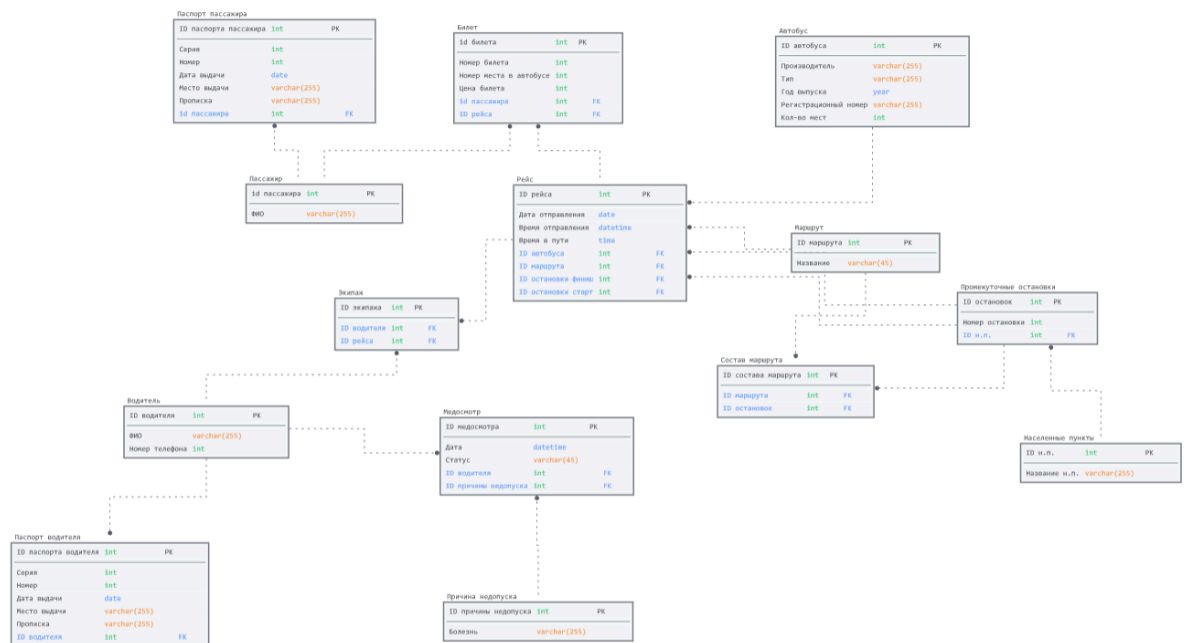 Паспорт пассажира
ID паспорта пассажира int PK
Серия int
Номер int
Дата выдачи date
Место выдачи varchar(255)
Прописка varchar(255)
id пассажира int FK
Билет
id билета int PK
Номер билета int
Номер места в автобусе int
Цена билета int
id пассажира int FK
ID рейса int FK
Автобус
ID автобуса int PK
Производитель varchar(255)
Тип varchar(255)
Год выпуска year
Регистрационный номер varchar(255)
Кол-во мест int
Пассажир
id пассажира int PK
ФИО varchar(255)
Рейс
ID рейса int PK
Дата отправления date
Время отправления datetime
Время в пути time
ID автобуса int FK
ID маршрута int FK
ID остановки финиш int FK
ID остановки старт int FK
Маршрут
ID маршрута int PK
Название varchar(45)
Промежуточные остановки
ID остановок int PK
Номер остановки int
ID н.п. int FK
Экипаж
ID экипажа int PK
ID водителя int FK
ID рейса int FK
Состав маршрута
ID состава маршрута int PK
ID маршрута int FK
ID остановок int FK
Водитель
ID водителя int PK
ФИО varchar(255)
Номер телефона int
Медосмотр
ID медосмотра int PK
Дата datetime
Статус varchar(45)
ID водителя int FK
ID причины недопуска int FK
Населенные пункты
ID н.п. int PK
Название н.п. varchar(255)
Паспорт водителя
ID паспорта водителя int PK
Серия int
Номер int
Дата выдачи date
Место выдачи varchar(255)
Прописка varchar(255)
ID водителя int FK
Причина недопуска
ID причины недопуска int PK
Болезнь varchar(255)